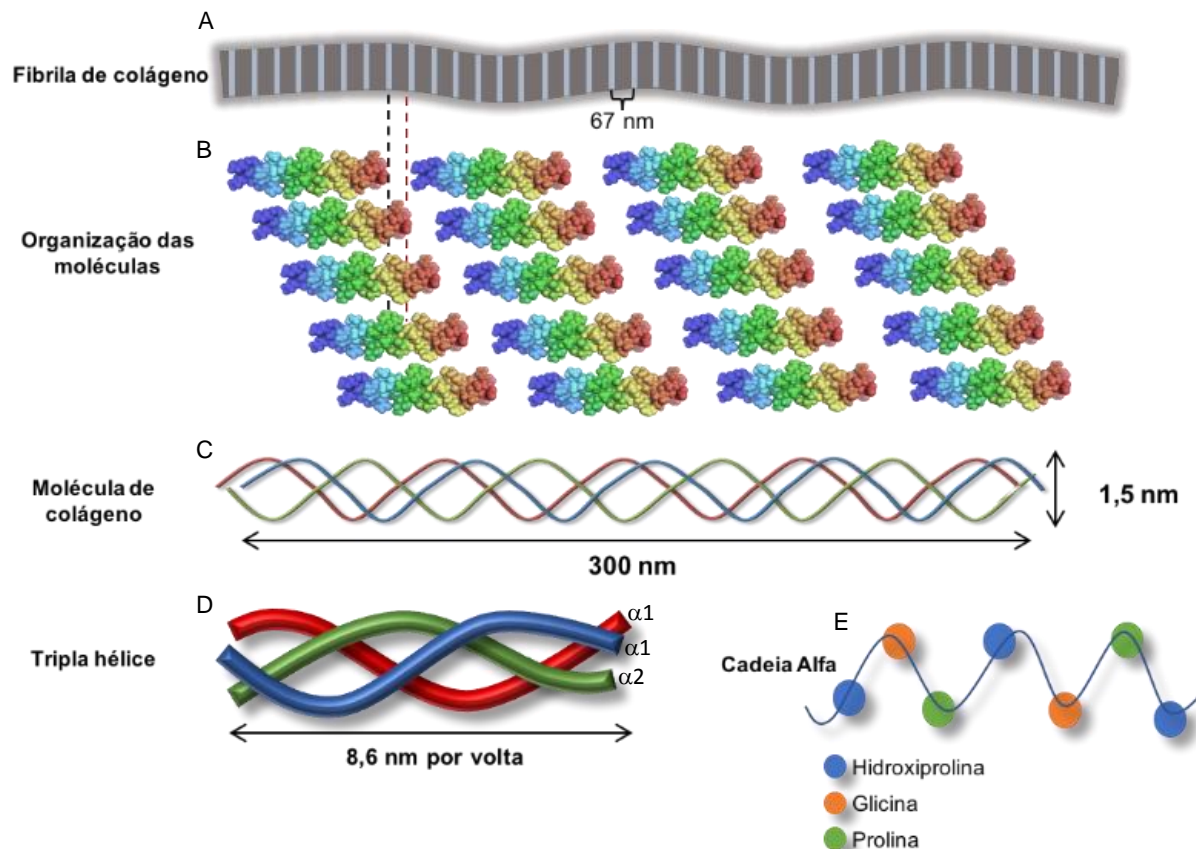 A
Fibrila de colágeno
67 nm
B
Organização das
moléculas
C
Molécula de
colágeno
1,5 nm
300 nm
D
Tripla hélice
α1
α1
α2
8,6 nm por volta
E
Cadeia Alfa
Hidroxiprolina
Glicina
Prolina